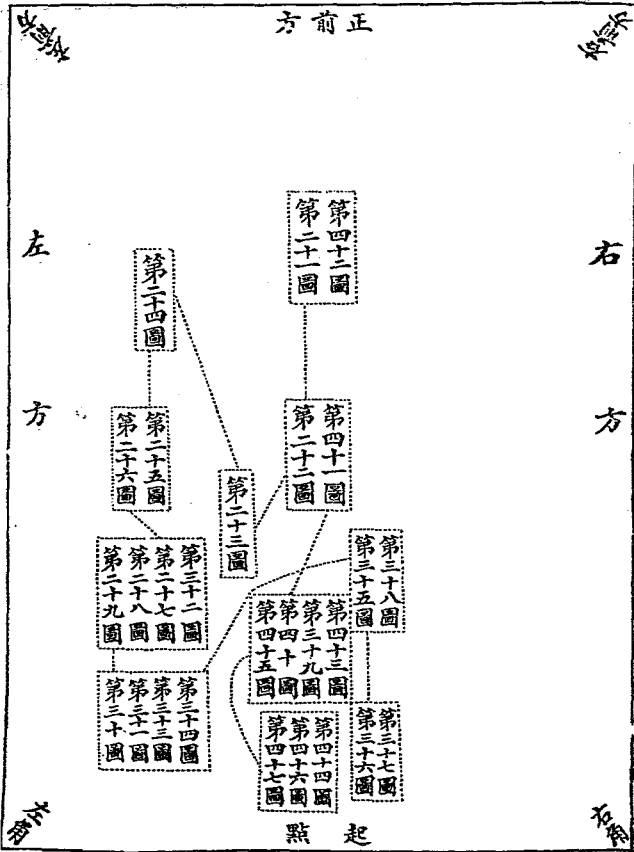 正前方
左前方
右方
左方
第四十二圖
第二十一圖
第二十四圖
第四十一圖
第二十二圖
第二十五圖
第二十六圖
第二十三圖
第三十八圖
第三十五圖
第三十二圖
第二十七圖
第二十八圖
第二十九圖
第四十三圖
第三十九圖
第四十圖
第四十五圖
第三十四圖
第三十三圖
第三十一圖
第三十圖
第三十七圖
第三十六圖
第四十四圖
第四十六圖
第四十七圖
右角
起點
左角